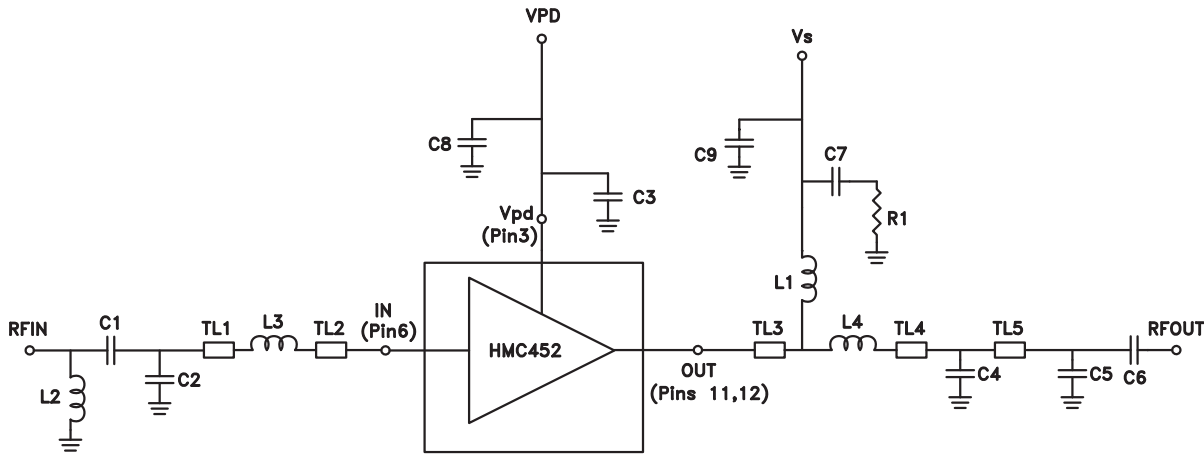 VPD
Vs
C8
C9
C7
C3
R1
Vpd
(Pin3)
L1
RFIN
C1
TL1
L3
TL2
IN
(Pin6)
HMC452
TL3
L4
TL4
TL5
RFOUT
L2
C2
OUT
(Pins 11,12)
C4
C5
C6